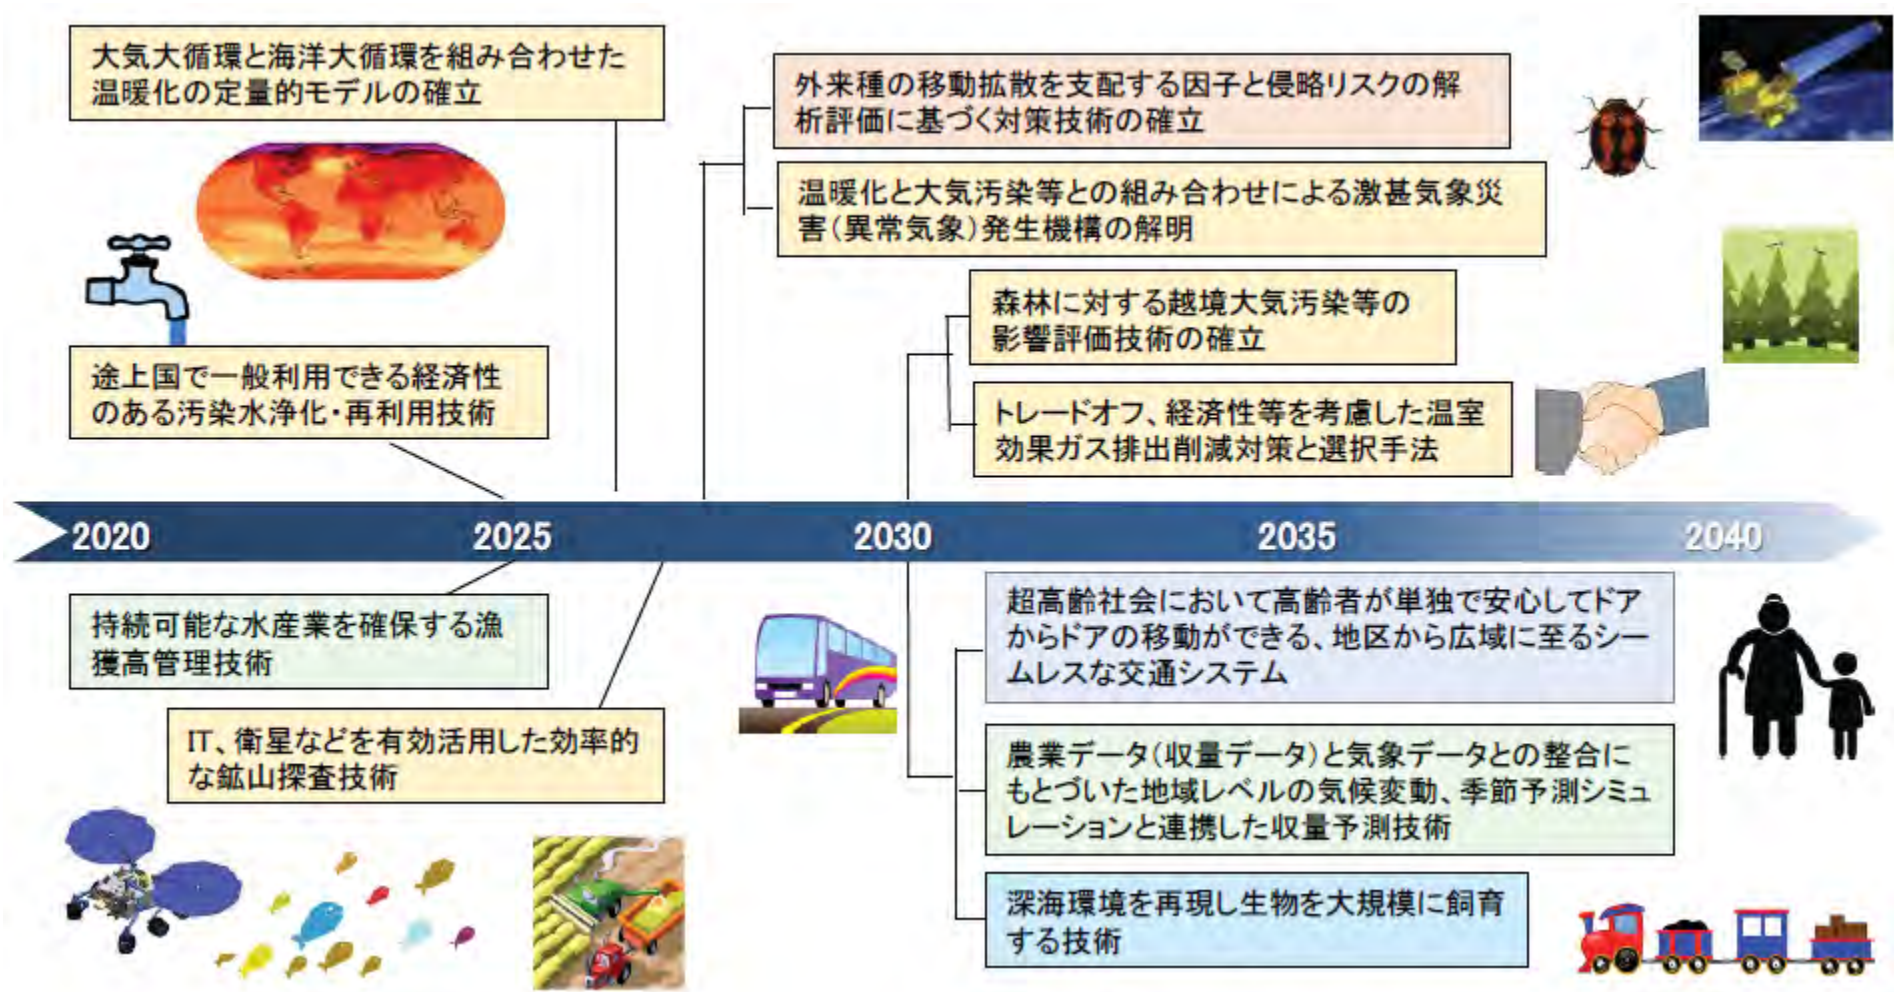 大気大循環と海洋大循環を組み合わせた
温暖化の定量的モデルの確立
外来種の移動拡散を支配する因子と侵略リスクの解
析評価に基づく対策技術の確立
温暖化と大気汚染等との組み合わせによる激甚気象災
害(異常気象)発生機構の解明
森林に対する越境大気汚染等の
影響評価技術の確立
途上国で一般利用できる経済性
のある汚染水浄化・再利用技術
トレードオフ、経済性等を考慮した温室
効果ガス排出削減対策と選択手法
2020 2025 2030 2035 2040
持続可能な水産業を確保する漁
獲高管理技術
IT、衛星などを有効活用した効率的
な鉱山探査技術
超高齢社会において高齢者が単独で安心してドア
からドアの移動ができる、地区から広域に至るシー
ムレスな交通システム
農業データ(収量データ)と気象データとの整合に
もとづいた地域レベルの気候変動、季節予測シミュ
レーションと連携した収量予測技術
深海環境を再現し生物を大規模に飼育
する技術